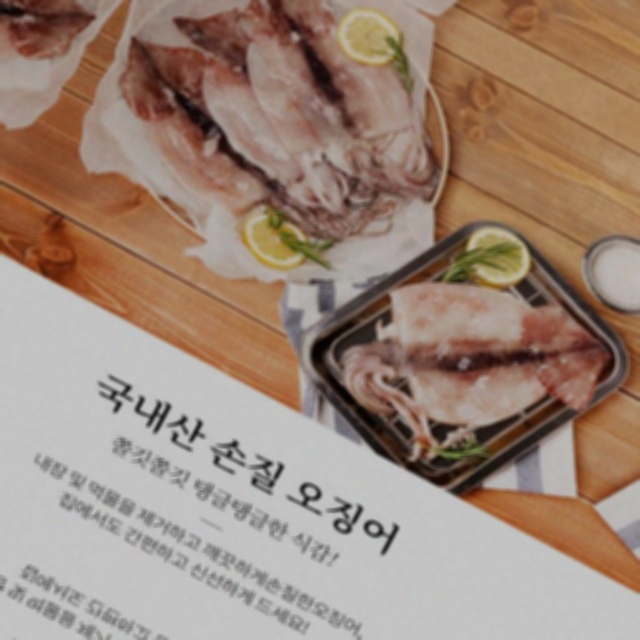 국내산 손질 오징어
쫄깃쫄깃 탱글탱글한 식감!
내장 및 먹물을 제거하고 깨끗하게손질한오징어,
집에서도 간편하고 신선하게 드세요!